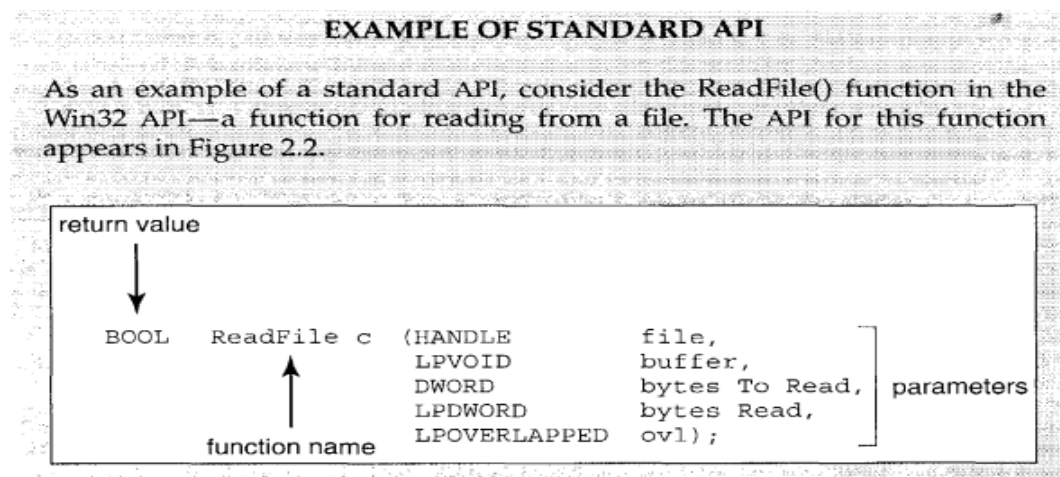 EXAMPLE OF STANDARD API
As an example of a standard API, consider the ReadFile() function in the
Win32 API—a function for reading from a file. The API for this function
appears in Figure 2.2.
return value
BOOL ReadFile c (HANDLE file,
LPVOID buffer,
DWORD bytes To Read,
LPDWORD bytes Read,
LPOVERLAPPED ovl);
parameters
function name